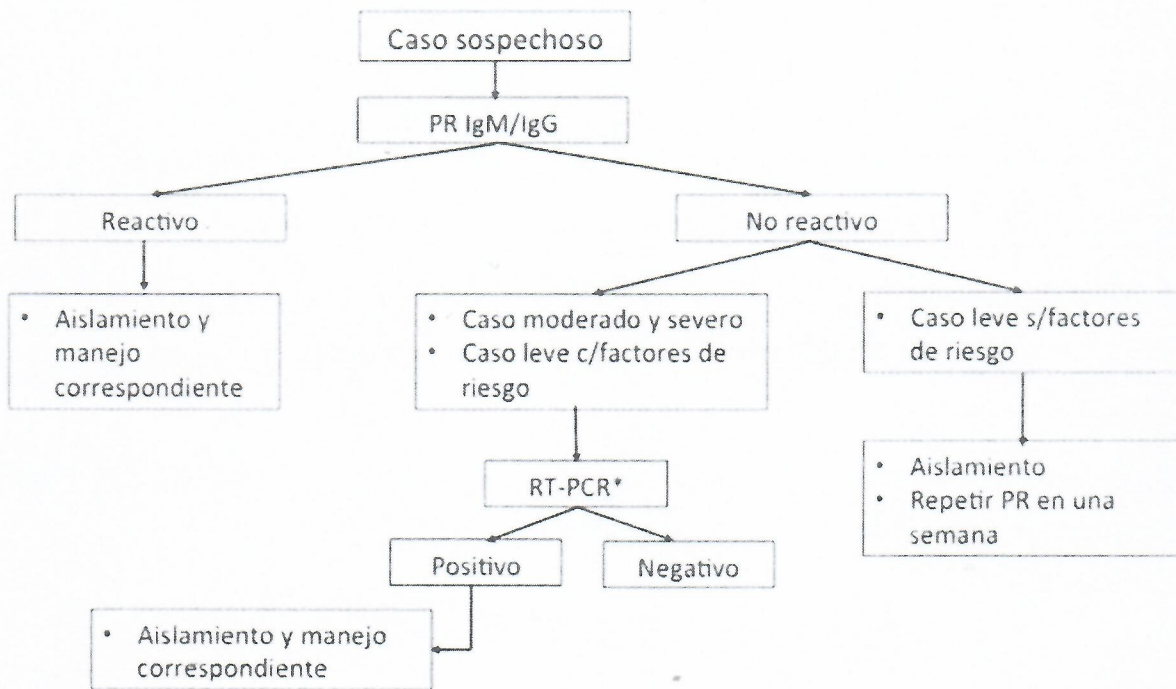 Caso sospechoso
PR IgM/IgG
Reactivo
No reactivo
• Aislamiento y
manejo
correspondiente
• Caso moderado y severo
• Caso leve c/factores de
riesgo
• Caso leve s/factores
de riesgo
RT-PCR*
• Aislamiento
• Repetir PR en una
semana
Positivo
Negativo
• Aislamiento y manejo
correspondiente